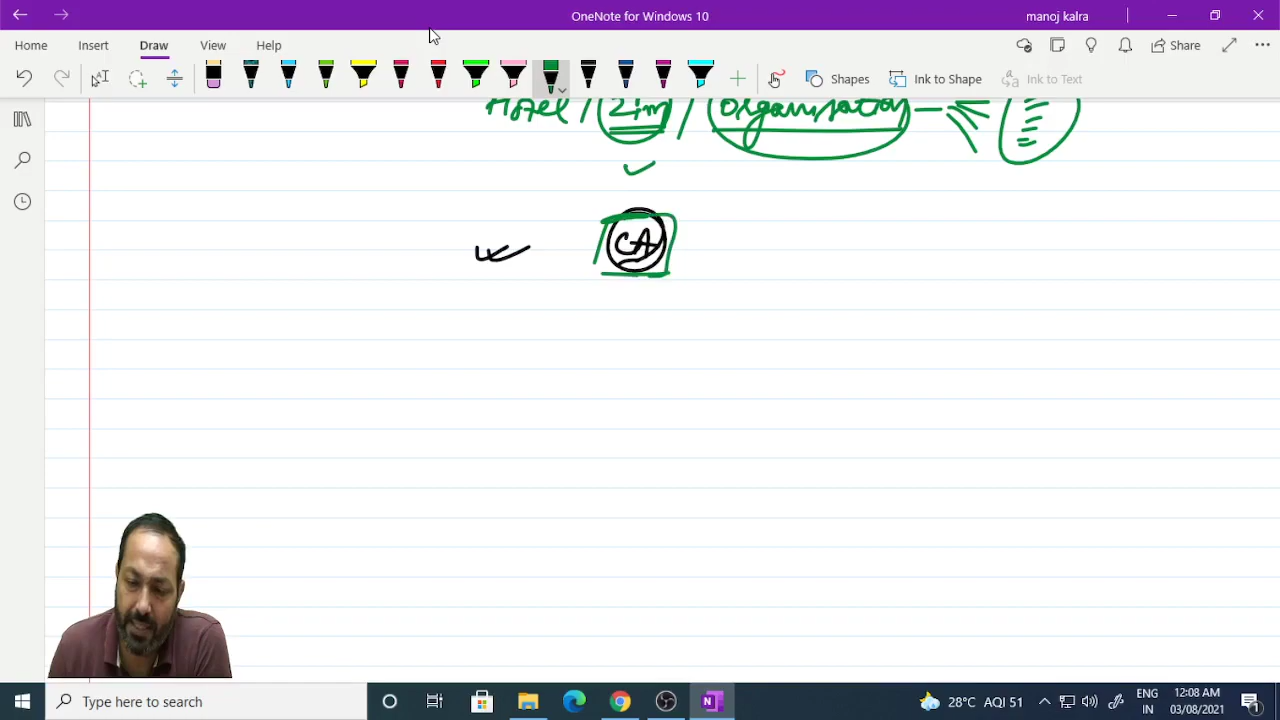 OneNote for Windows 10
manoj kalra
Home Insert Draw View Help
Share
Shapes Ink to Shape Ink to Text
/ / organisation
CA
Type here to search
28°C AQI 51
ENG
IN
12:08 AM
03/08/2021
1